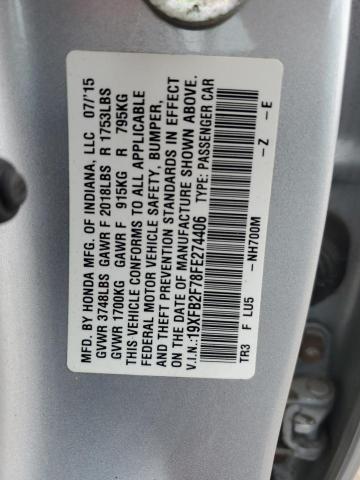 MFD. BY HONDA MFG. OF INDIANA, LLC 07/'15
GVWR 3748LBS GAWR F 2018LBS R 1753LBS
GVWR 1700KG GAWR F 915KG R 795KG
THIS VEHICLE CONFORMS TO ALL APPLICABLE
FEDERAL MOTOR VEHICLE SAFETY, BUMPER,
AND THEFT PREVENTION STANDARDS IN EFFECT
ON THE DATE OF MANUFACTURE SHOWN ABOVE.
V.I.N.:19XFB2F78FE274406 TYPE: PASSENGER CAR
-NH700M -Z -E
TR3 F LU5